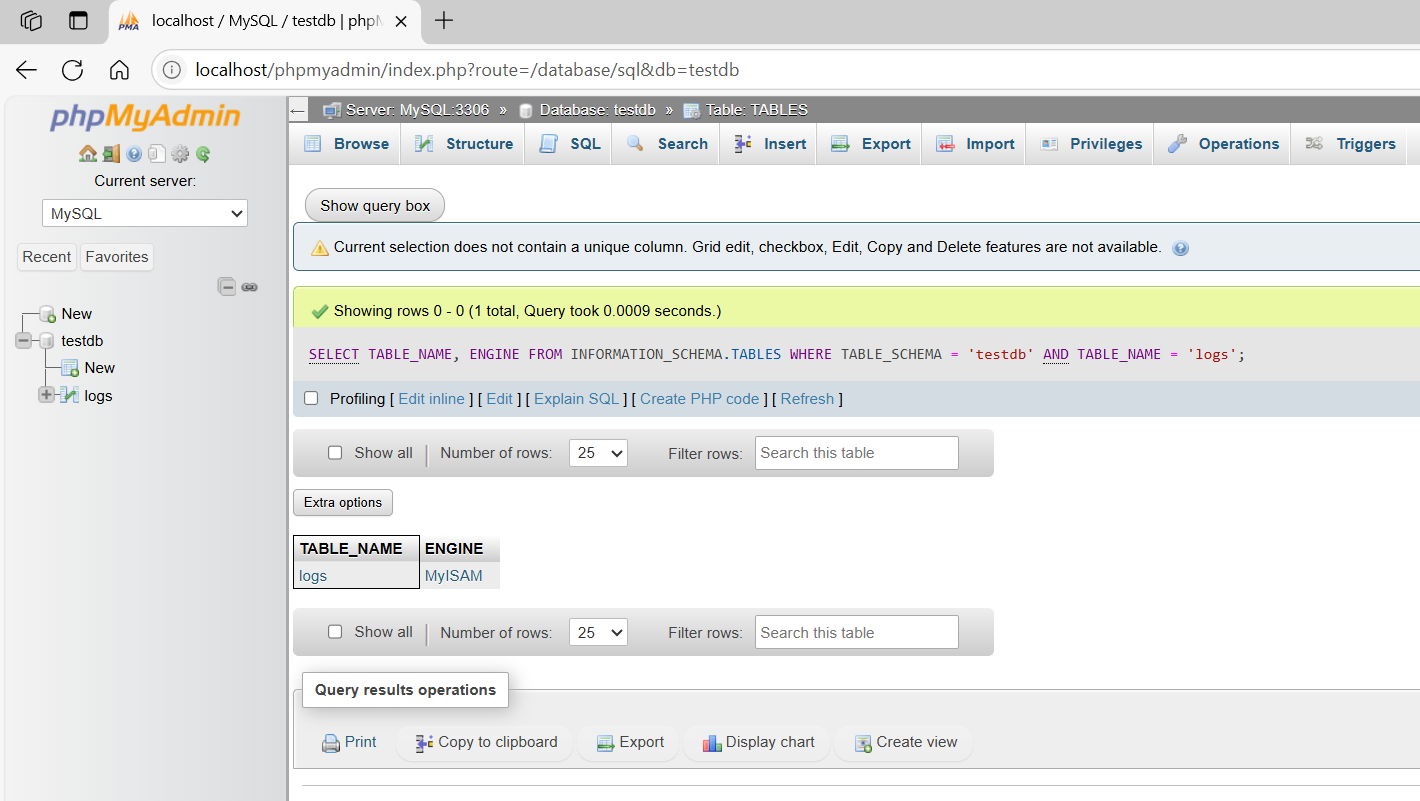 localhost / MySQL / testdb | phpM
localhost/phpmyadmin/index.php?route=/database/sql&db=testdb
phpMyAdmin
Current server:
MySQL
Recent Favorites
New
testdb
New
logs
Server: MySQL:3306 » Database: testdb » Table: TABLES
Browse Structure SQL Search Insert Export Import Privileges Operations Triggers
Show query box
Current selection does not contain a unique column. Grid edit, checkbox, Edit, Copy and Delete features are not available.
Showing rows 0 - 0 (1 total, Query took 0.0009 seconds.)
SELECT TABLE_NAME, ENGINE FROM INFORMATION_SCHEMA.TABLES WHERE TABLE_SCHEMA = 'testdb' AND TABLE_NAME = 'logs';
Profiling [ Edit inline ] [ Edit ] [ Explain SQL ] [ Create PHP code ] [ Refresh ]
Show all | Number of rows: 25 Filter rows: Search this table
Extra options
TABLE_NAME ENGINE
logs MyISAM
Show all | Number of rows: 25 Filter rows: Search this table
Query results operations
Print Copy to clipboard Export Display chart Create view